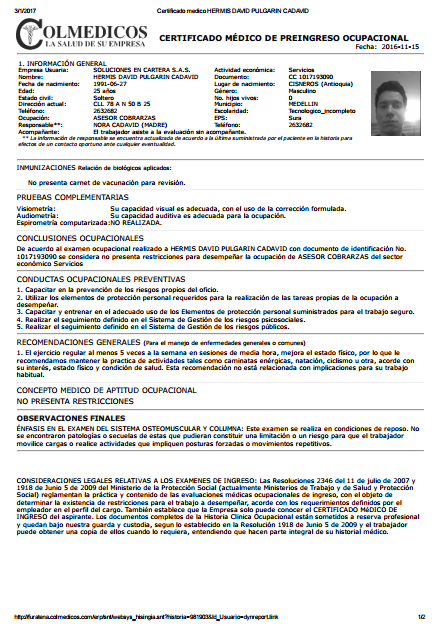 3/1/2017 Certificado medico HERMIS DAVID PULGARIN CADAVID
COLMEDICOS
LA SALUD DE SU EMPRESA
CERTIFICADO MÉDICO DE PREINGRESO OCUPACIONAL
Fecha: 2016-11-15
1. INFORMACIÓN GENERAL
Empresa Usuaria: SOLUCIONES EN CARTERA S.A.S. Actividad económica: Servicios
Nombre: HERMIS DAVID PULGARIN CADAVID Documento: CC 1017193090
Fecha de nacimiento: 1991-06-27 Lugar de nacimiento: CISNEROS (Antioquia)
Edad: 25 años Género: Masculino
Estado civil: Soltero No. hijos vivos: 0
Dirección actual: CLL 78 A N 50 B 25 Municipio: MEDELLIN
Teléfono: 2632682 Escolaridad: Tecnologico_incompleto
Ocupación: ASESOR COBRARZAS EPS: Sura
Responsable**: NORA CADAVID (MADRE) Teléfono: 2632682
Acompañante: El trabajador asiste a la evaluación sin acompañante.
** La información de responsable se encuentra actualizada de acuerdo a la última suministrada por el paciente en la historia para
efectos de un contacto oportuno ante cualquier eventualidad.
INMUNIZACIONES Relación de biológicos aplicados:
No presenta carnet de vacunación para revisión.
PRUEBAS COMPLEMENTARIAS
Visiometría: Su capacidad visual es adecuada, con el uso de la corrección formulada.
Audiometría: Su capacidad auditiva es adecuada para la ocupación.
Espirometría computarizada: NO REALIZADA.
CONCLUSIONES OCUPACIONALES
De acuerdo al examen ocupacional realizado a HERMIS DAVID PULGARIN CADAVID con documento de identificación No.
1017193090 se considera no presenta restricciones para desempeñar la ocupación de ASESOR COBRARZAS del sector
económico Servicios
CONDUCTAS OCUPACIONALES PREVENTIVAS
1. Capacitar en la prevención de los riesgos propios del oficio.
2. Utilizar los elementos de protección personal requeridos para la realización de las tareas propias de la ocupación a
desempeñar.
3. Capacitar y entrenar en el adecuado uso de los Elementos de protección personal suministrados para el trabajo seguro.
4. Realizar el seguimiento definido en el Sistema de Gestión de los riesgos psicosociales.
5. Realizar el seguimiento definido en el Sistema de Gestión de los riesgos públicos.
RECOMENDACIONES GENERALES (Para el manejo de enfermedades generales o comunes)
1. El ejercicio regular al menos 5 veces a la semana en sesiones de media hora, mejora el estado físico, por lo que le
recomendamos mantener la practica de actividades tales como caminatas enérgicas, natación, ciclismo u otra, acorde con
su interés, estado físico y condición de salud. Esta recomendación no está relacionada con implicaciones para su trabajo
habitual.
CONCEPTO MEDICO DE APTITUD OCUPACIONAL
NO PRESENTA RESTRICCIONES
OBSERVACIONES FINALES
ÉNFASIS EN EL EXAMEN DEL SISTEMA OSTEOMUSCULAR Y COLUMNA: Este examen se realiza en condiciones de reposo. No
se encontraron patologías o secuelas de estas que pudieran constituir una limitación o un riesgo para que el trabajador
movilice cargas o realice actividades que impliquen posturas forzadas o movimientos repetitivos.
CONSIDERACIONES LEGALES RELATIVAS A LOS EXAMENES DE INGRESO: Las Resoluciones 2346 del 11 de julio de 2007 y
1918 de Junio 5 de 2009 del Ministerio de la Protección Social (actualmente Ministerios de Trabajo y de Salud y Protección
Social) reglamentan la práctica y contenido de las evaluaciones médicas ocupacionales de ingreso, con el objeto de
determinar la existencia de restricciones para el trabajo a desempeñar, acorde con los requerimientos definidos por el
empleador en el perfil del cargo. También establece que la Empresa solo puede conocer el CERTIFICADO MéDICO DE
INGRESO del aspirante. Los documentos completos de la Historia Clínica Ocupacional están sometidos a reserva profesional
y quedan bajo nuestra guarda y custodia, segun lo establecido en la Resolución 1918 de Junio 5 de 2009 y el trabajador
puede obtener una copia de ellos cuando lo requiera, entendiendo que hacen parte integral de su historial médico.
http://furatena.colmedicos.com/erp/snt/websys_hisingia.snt?historia=981903&Id_Usuario=dynreport.link 1/2